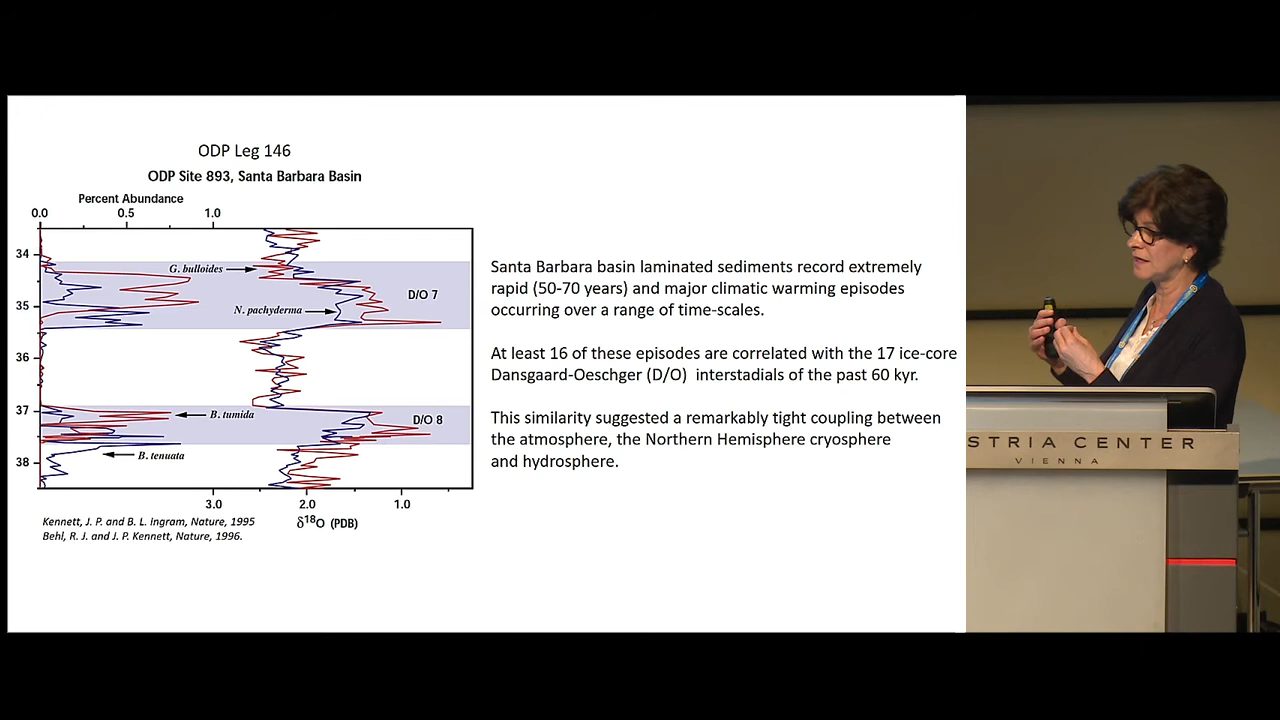 ODP Leg 146
ODP Site 893, Santa Barbara Basin
Percent Abundance
0.0 0.5 1.0
34
35
36
37
38
G. bulloides
D/O 7
N. pachyderma
B. tumida
D/O 8
B. tenuata
3.0 2.0 1.0
δ18O (PDB)
Kennett, J. P. and B. L. Ingram, Nature, 1995
Behl, R. J. and J. P. Kennett, Nature, 1996.
Santa Barbara basin laminated sediments record extremely
rapid (50-70 years) and major climatic warming episodes
occurring over a range of time-scales.
At least 16 of these episodes are correlated with the 17 ice-core
Dansgaard-Oeschger (D/O) interstadials of the past 60 kyr.
This similarity suggested a remarkably tight coupling between
the atmosphere, the Northern Hemisphere cryosphere
and hydrosphere.
STRIA CENTER
VIENNA